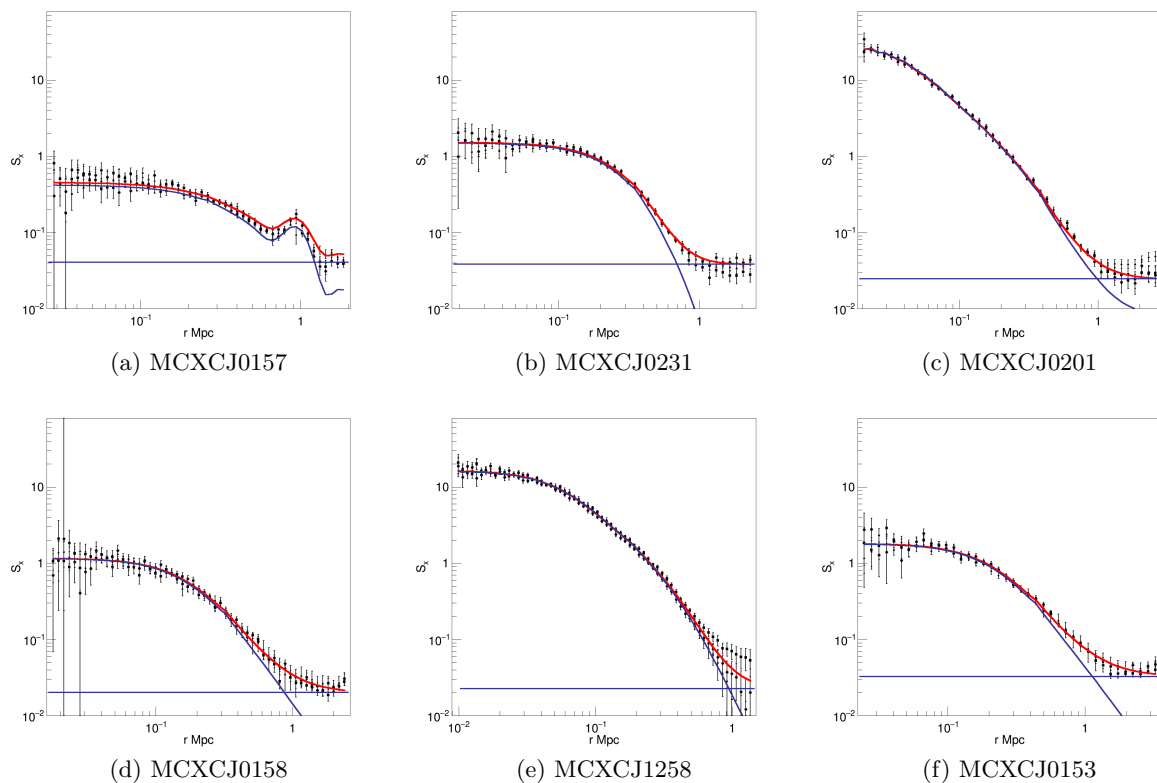 10
1
10⁻¹
10⁻²
Sₓ
10⁻¹
1
r Mpc
(a) MCXCJ0157
10
1
10⁻¹
10⁻²
Sₓ
10⁻¹
1
r Mpc
(b) MCXCJ0231
10
1
10⁻¹
10⁻²
Sₓ
10⁻¹
1
r Mpc
(c) MCXCJ0201
10
1
10⁻¹
10⁻²
Sₓ
10⁻¹
1
r Mpc
(d) MCXCJ0158
10
1
10⁻¹
10⁻²
Sₓ
10⁻²
10⁻¹
1
r Mpc
(e) MCXCJ1258
10
1
10⁻¹
10⁻²
Sₓ
10⁻¹
1
r Mpc
(f) MCXCJ0153